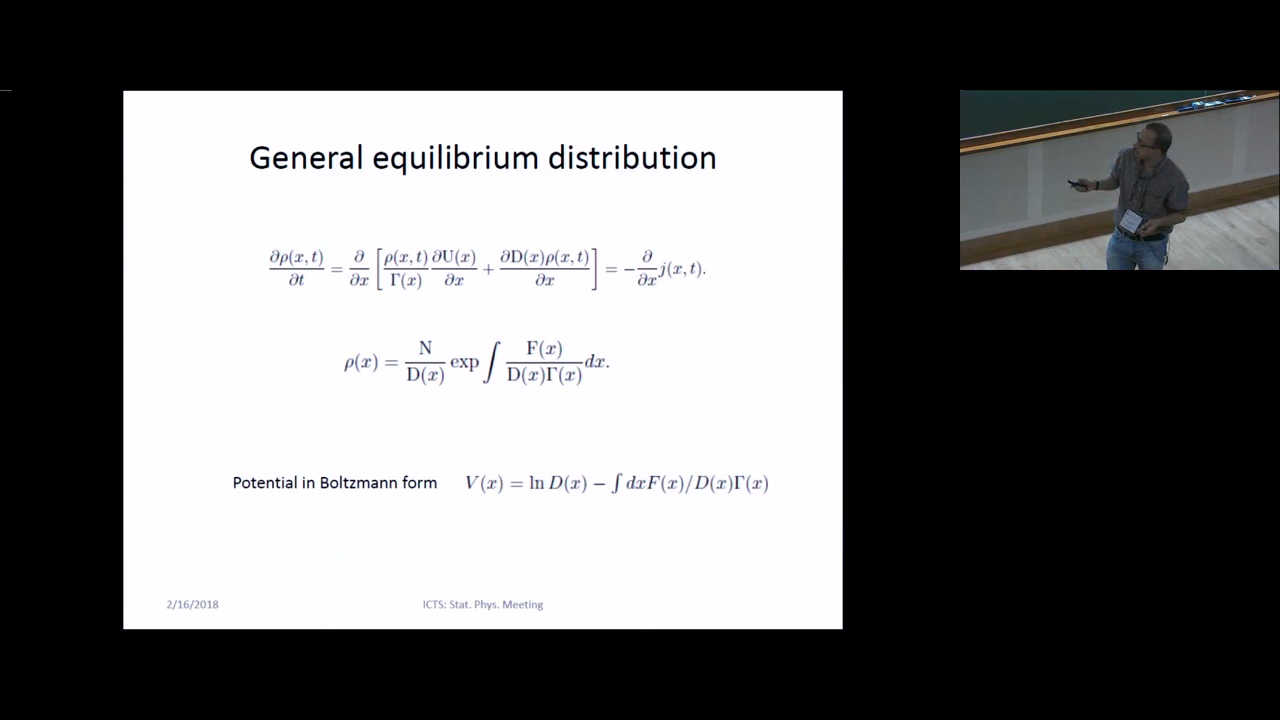 General equilibrium distribution
∂ρ(x,t)/∂t = ∂/∂x [ρ(x,t)/Γ(x) ∂U(x)/∂x + ∂D(x)ρ(x,t)/∂x] = −∂/∂x j(x,t).
ρ(x) = N/D(x) exp ∫ F(x)/D(x)Γ(x) dx.
Potential in Boltzmann form V(x) = ln D(x) − ∫ dxF(x)/D(x)Γ(x)
2/16/2018 ICTS: Stat. Phys. Meeting